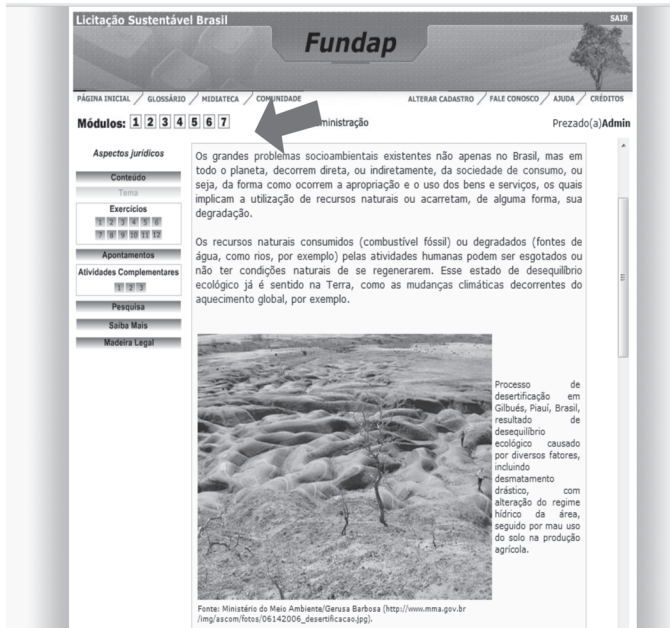 Licitação Sustentável Brasil
SAIR
Fundap
PÁGINA INICIAL / GLOSSÁRIO / MIDIATECA / COMUNIDADE
ALTERAR CADASTRO / FALE CONOSCO / AJUDA / CRÉDITOS
Módulos: 1 2 3 4 5 6 7
ministração
Prezado(a)Admin
Aspectos jurídicos
Conteúdo
Tema
Exercícios
1 2 3 4 5 6
7 8 9 10 11 12
Apontamentos
Atividades Complementares
1 2 3
Pesquisa
Saiba Mais
Madeira Legal
Os grandes problemas socioambientais existentes não apenas no Brasil, mas em
todo o planeta, decorrem direta, ou indiretamente, da sociedade de consumo, ou
seja, da forma como ocorrem a apropriação e o uso dos bens e serviços, os quais
implicam a utilização de recursos naturais ou acarretam, de alguma forma, sua
degradação.
Os recursos naturais consumidos (combustível fóssil) ou degradados (fontes de
água, como rios, por exemplo) pelas atividades humanas podem ser esgotados ou
não ter condições naturais de se regenerarem. Esse estado de desequilíbrio
ecológico já é sentido na Terra, como as mudanças climáticas decorrentes do
aquecimento global, por exemplo.
Processo de
desertificação em
Gilbués, Piauí, Brasil,
resultado de
desequilíbrio
ecológico causado
por diversos fatores,
incluindo
desmatamento
drástico, com
alteração do regime
hídrico da área,
seguido por mau uso
do solo na produção
agrícola.
Fonte: Ministério do Meio Ambiente/Gerusa Barbosa (http://www.mma.gov.br
/img/ascom/fotos/06142006_desertificacao.jpg).